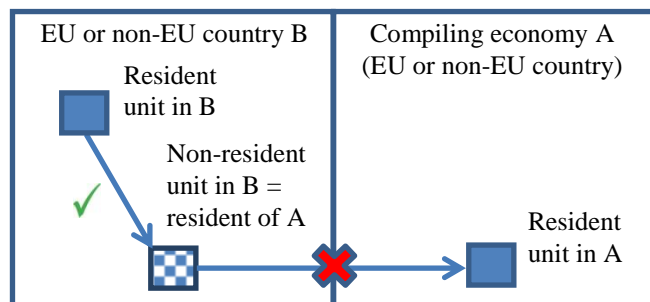 EU or non-EU country B
Compiling economy A
(EU or non-EU country)
Resident
unit in B
Non-resident
unit in B =
resident of A
Resident
unit in A